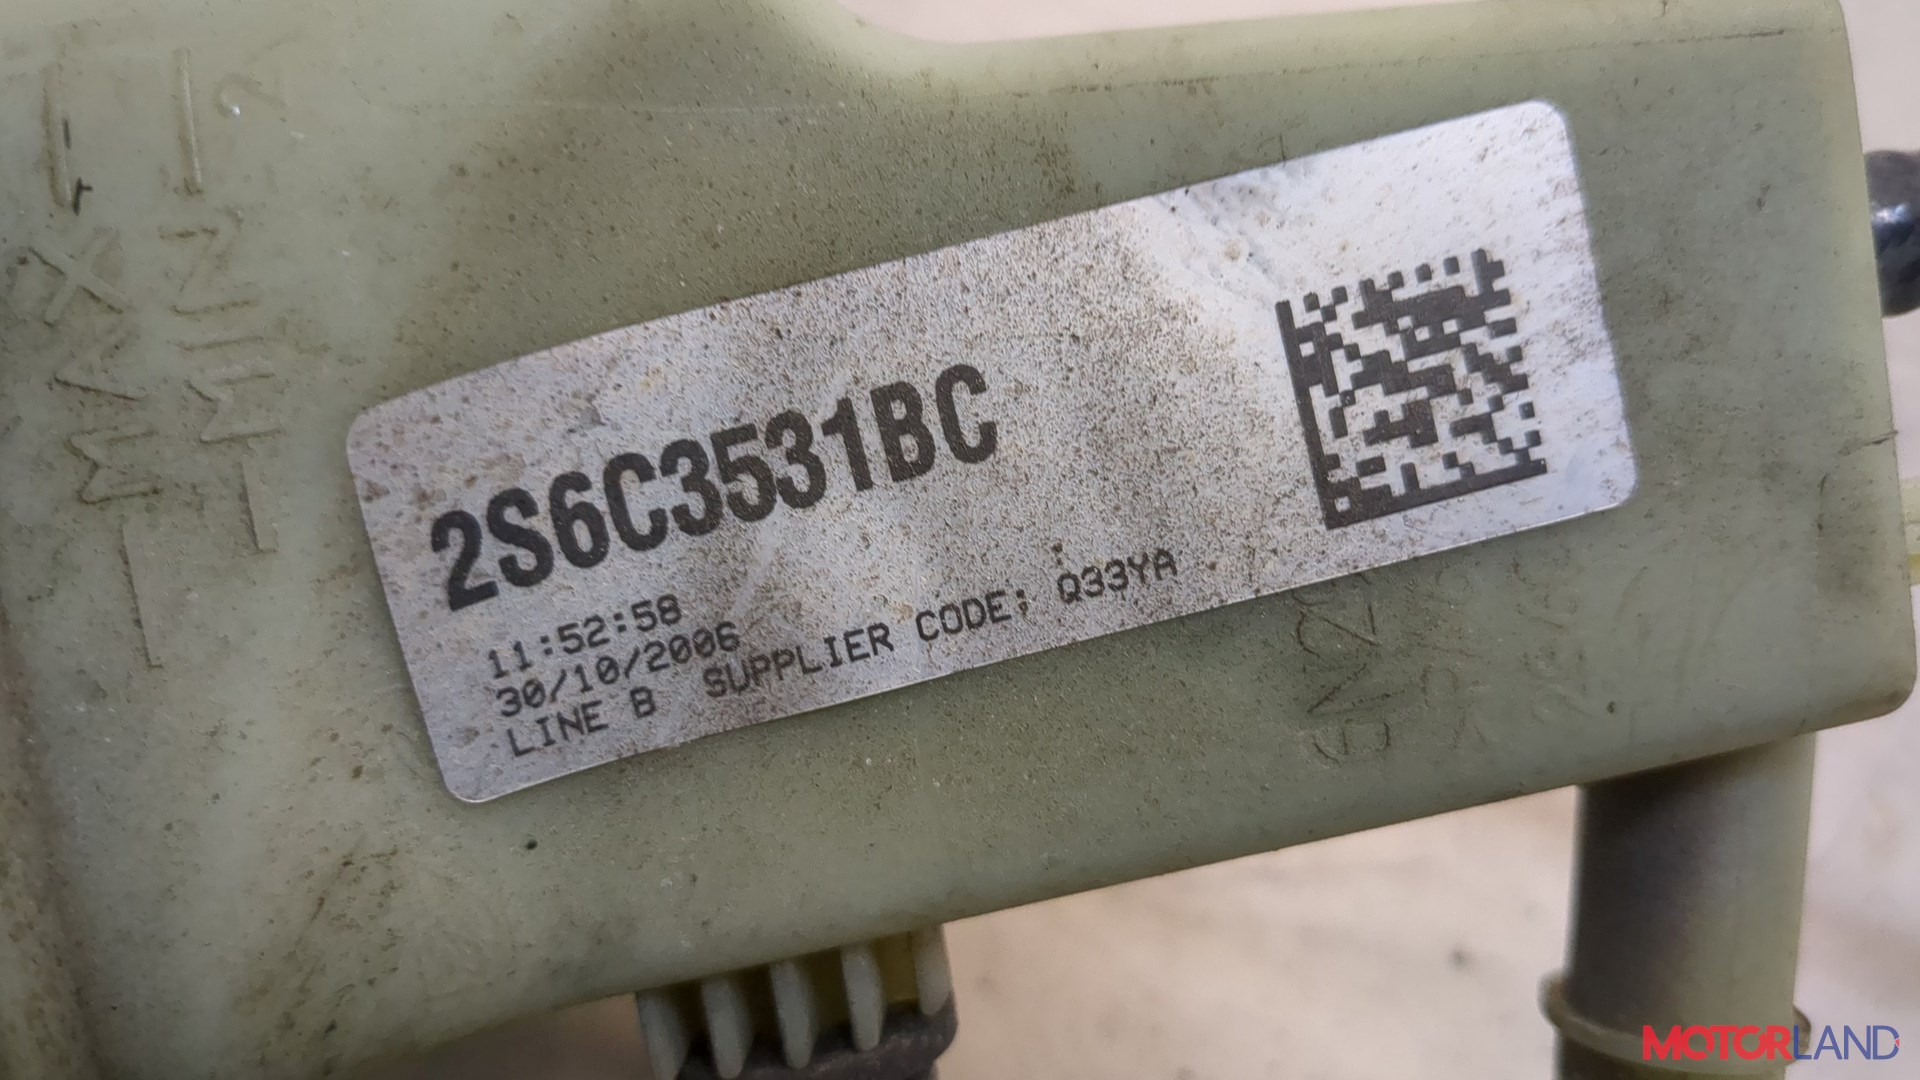 2S6C3531BC
11:52:58
30/10/2006
LINE B SUPPLIER CODE: Q33YA
MOTORLAND